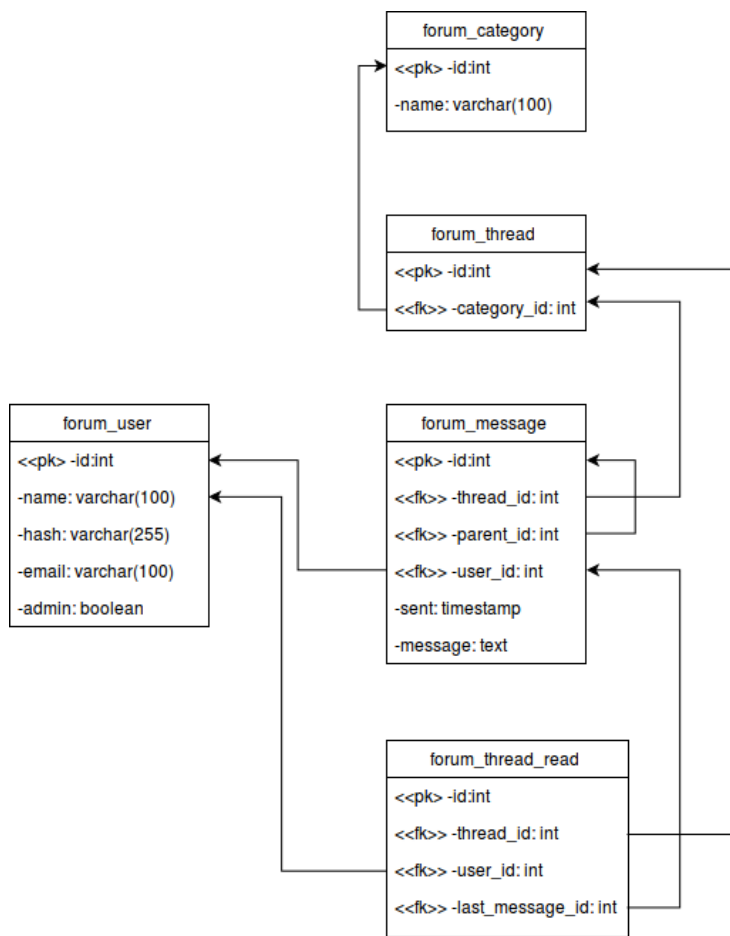 forum_category
<<pk> -id:int
-name: varchar(100)
forum_thread
<<pk> -id:int
<<fk>> -category_id: int
forum_user
<<pk> -id:int
-name: varchar(100)
-hash: varchar(255)
-email: varchar(100)
-admin: boolean
forum_message
<<pk> -id:int
<<fk>> -thread_id: int
<<fk>> -parent_id: int
<<fk>> -user_id: int
-sent: timestamp
-message: text
forum_thread_read
<<pk> -id:int
<<fk>> -thread_id: int
<<fk>> -user_id: int
<<fk>> -last_message_id: int